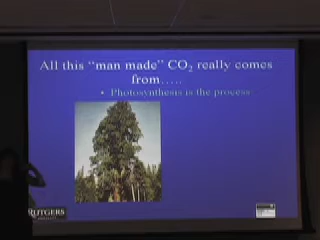 All this “man made” CO₂ really comes
from…..
• Photosynthesis is the process
RUTGERS